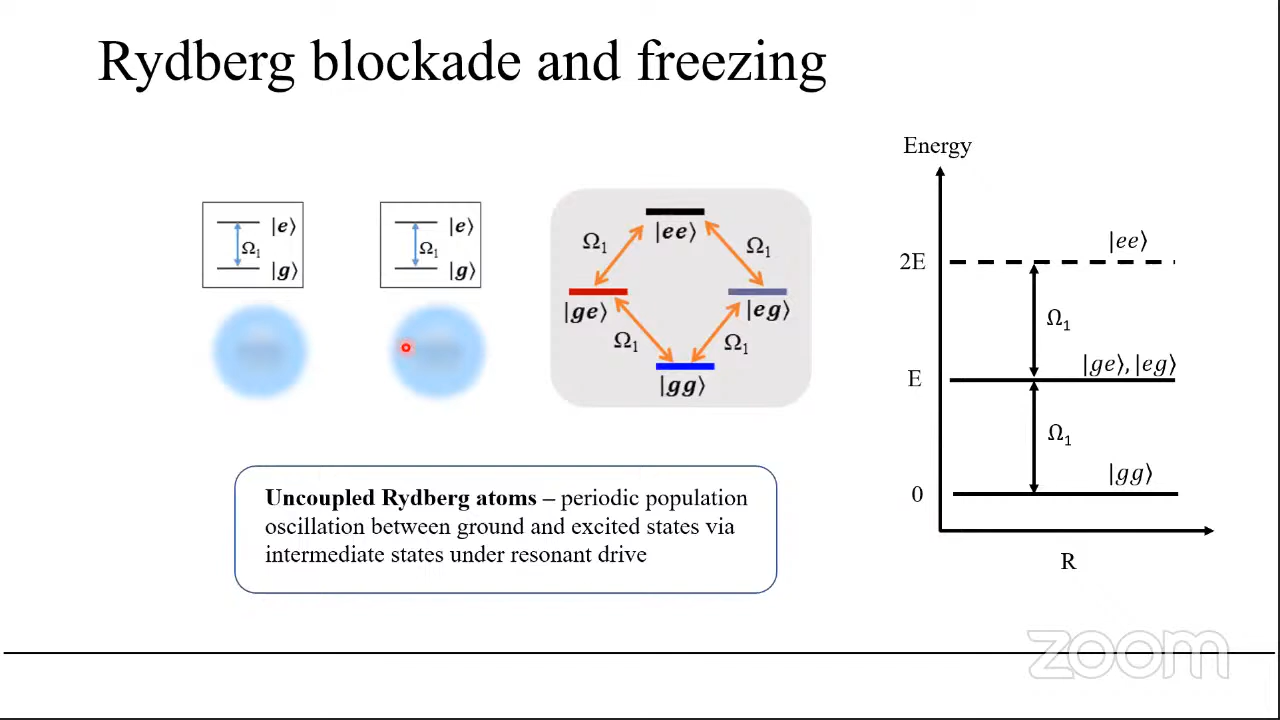 Rydberg blockade and freezing
|e⟩
Ω₁
|g⟩
|e⟩
Ω₁
|g⟩
|ee⟩
Ω₁
Ω₁
|ge⟩
|eg⟩
Ω₁
Ω₁
|gg⟩
Energy
|ee⟩
2E
Ω₁
|ge⟩, |eg⟩
E
Ω₁
|gg⟩
0
R
Uncoupled Rydberg atoms – periodic population
oscillation between ground and excited states via
intermediate states under resonant drive
zoom